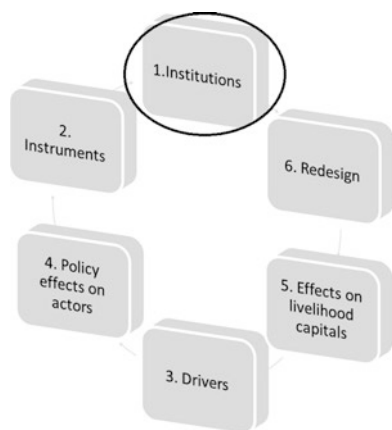 1.Institutions
2.
Instruments
6. Redesign
4. Policy
effects on
actors
5. Effects on
livelihood
capitals
3. Drivers